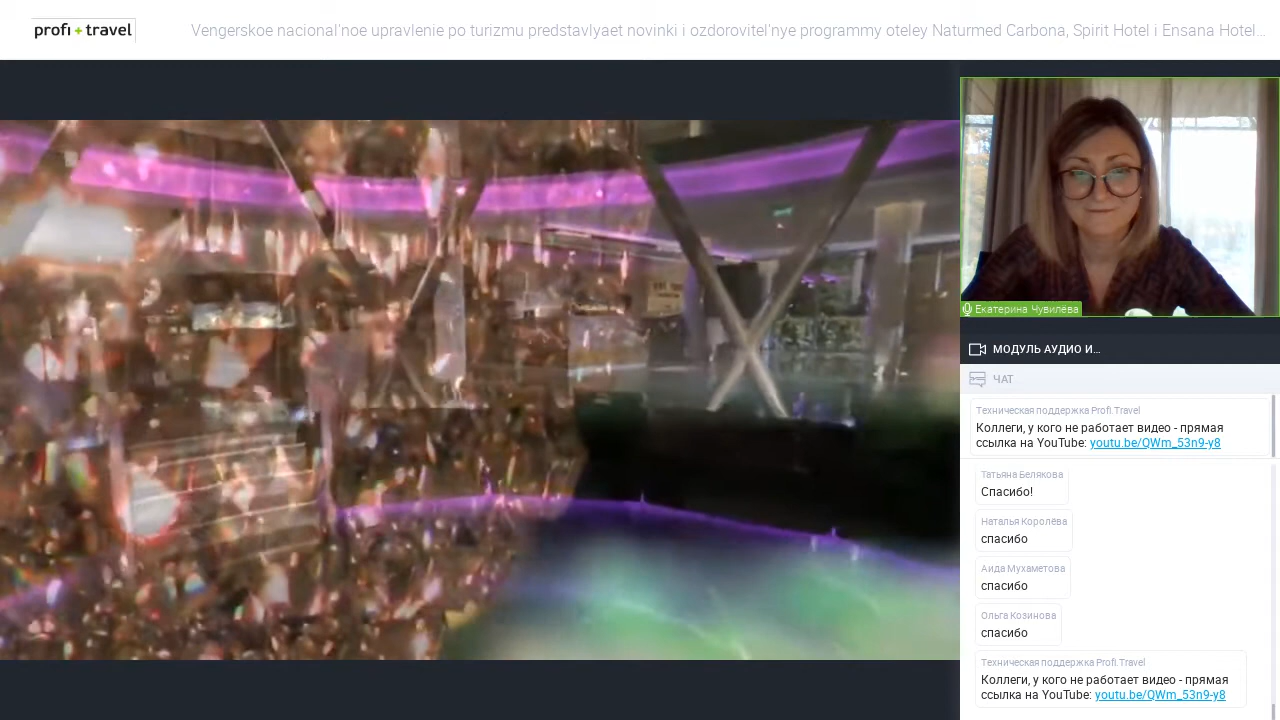 profi + travel
Vengerskoe nacional'noe upravlenie po turizmu predstavlyaet novinki i ozdorovitel'nye programmy oteley Naturmed Carbona, Spirit Hotel i Ensana Hotel...
Екатерина Чувилёва
МОДУЛЬ АУДИО И...
ЧАТ
Техническая поддержка Profi.Travel
Коллеги, у кого не работает видео - прямая
ссылка на YouTube: youtu.be/QWm_53n9-y8
Татьяна Белякова
Спасибо!
Наталья Королёва
спасибо
Аида Мухаметова
спасибо
Ольга Козинова
спасибо
Техническая поддержка Profi.Travel
Коллеги, у кого не работает видео - прямая
ссылка на YouTube: youtu.be/QWm_53n9-y8